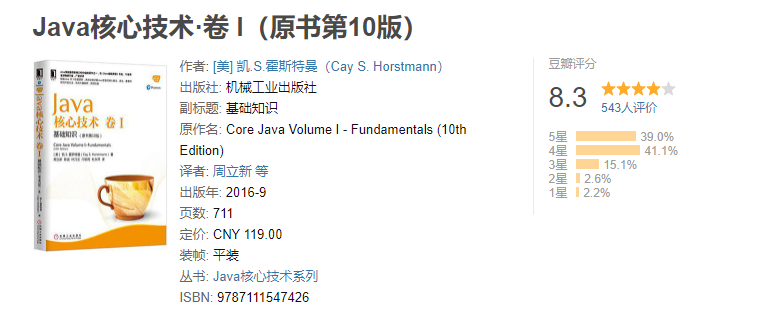 Java核心技术·卷 I（原书第10版）
作者: [美] 凯.S.霍斯特曼（Cay S. Horstmann）
出版社: 机械工业出版社
副标题: 基础知识
原作名: Core Java Volume I - Fundamentals (10th
Edition)
译者: 周立新 等
出版年: 2016-9
页数: 711
定价: CNY 119.00
装帧: 平装
丛书: Java核心技术系列
ISBN: 9787111547426
豆瓣评分
8.3
543人评价
5星 39.0%
4星 41.1%
3星 15.1%
2星 2.6%
1星 2.2%
Java
核心技术 卷 I
基础知识（原书第10版）
Core Java Volume I-Fundamentals